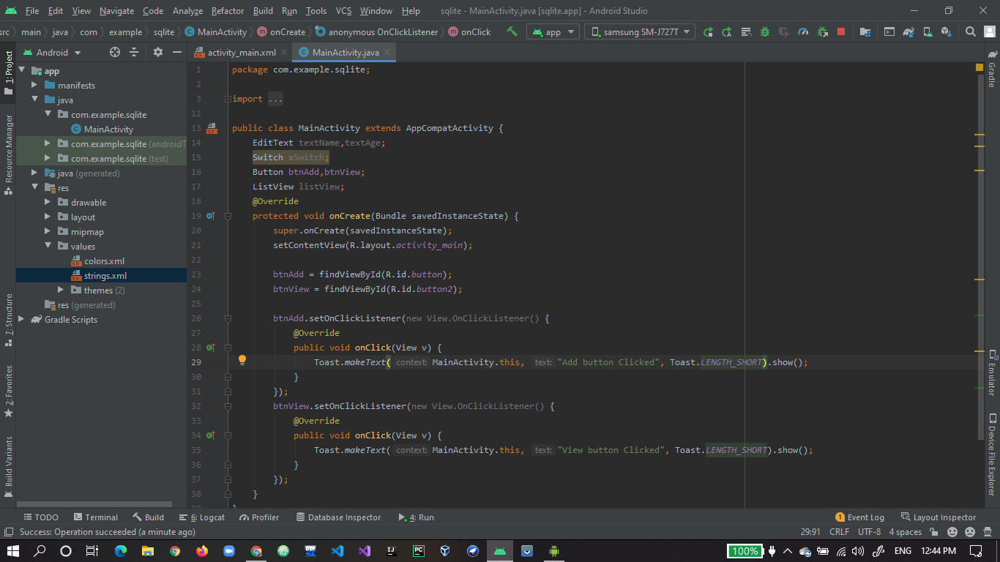 File Edit View Navigate Code Analyze Refactor Build Run Tools VCS Window Help sqlite - MainActivity.java [sqlite.app] - Android Studio
src main java com example sqlite MainActivity onCreate anonymous OnClickListener onClick app samsung SM-J727T
Android activity_main.xml MainActivity.java
1: Project
Resource Manager
7: Structure
2: Favorites
Build Variants
app
manifests
java
com.example.sqlite
MainActivity
com.example.sqlite (androidT
com.example.sqlite (test)
java (generated)
res
drawable
layout
mipmap
values
colors.xml
strings.xml
themes (2)
res (generated)
Gradle Scripts
1 package com.example.sqlite;
2
3 import ...
12
13 public class MainActivity extends AppCompatActivity {
14 EditText textName,textAge;
15 Switch aSwitch;
16 Button btnAdd,btnView;
17 ListView listView;
18 @Override
19 protected void onCreate(Bundle savedInstanceState) {
20 super.onCreate(savedInstanceState);
21 setContentView(R.layout.activity_main);
22
23 btnAdd = findViewById(R.id.button);
24 btnView = findViewById(R.id.button2);
25
26 btnAdd.setOnClickListener(new View.OnClickListener() {
27 @Override
28 public void onClick(View v) {
29 Toast.makeText( context: MainActivity.this, text: "Add button Clicked", Toast.LENGTH_SHORT).show();
30 }
31 });
32 btnView.setOnClickListener(new View.OnClickListener() {
33 @Override
34 public void onClick(View v) {
35 Toast.makeText( context: MainActivity.this, text: "View button Clicked", Toast.LENGTH_SHORT).show();
36 }
37 });
38 }
Gradle
Emulator
Device File Explorer
TODO Terminal Build 6: Logcat Profiler Database Inspector 4: Run 1 Event Log Layout Inspector
Success: Operation succeeded (a minute ago) 29:91 CRLF UTF-8 4 spaces
100% ENG 12:44 PM